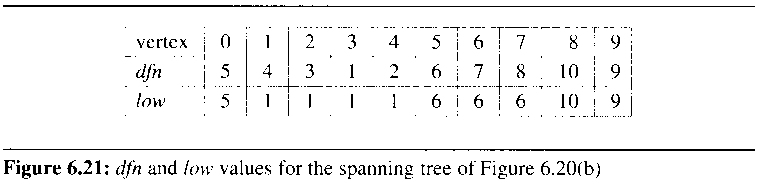 vertex 0 1 2 3 4 5 6 7 8 9
dfn 5 4 3 1 2 6 7 8 10 9
low 5 1 1 1 1 6 6 6 10 9
Figure 6.21: dfn and low values for the spanning tree of Figure 6.20(b)